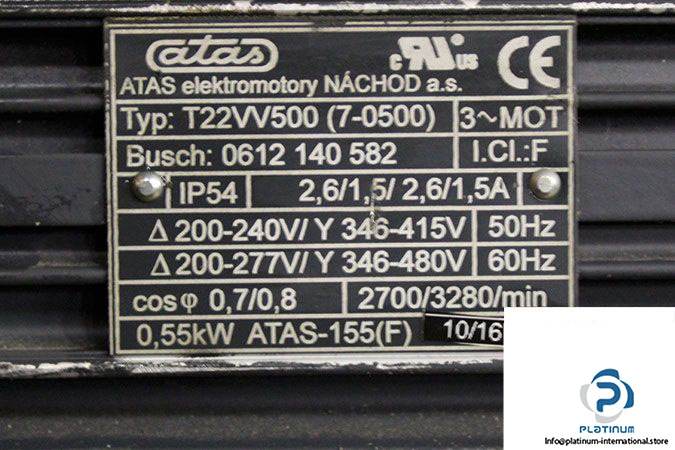 atas
c RU us CE
ATAS elektromotory NÁCHOD a.s.
Typ: T22VV500 (7-0500) 3~MOT
Busch: 0612 140 582 I.Cl.:F
IP54 2,6/1,5/ 2,6/1,5A
Δ 200-240V/ Y 346-415V 50Hz
Δ 200-277V/ Y 346-480V 60Hz
cos φ 0,7/0,8 2700/3280/min
0,55kW ATAS-155(F) 10/16
PLATINUM
Info@platinum-international.store